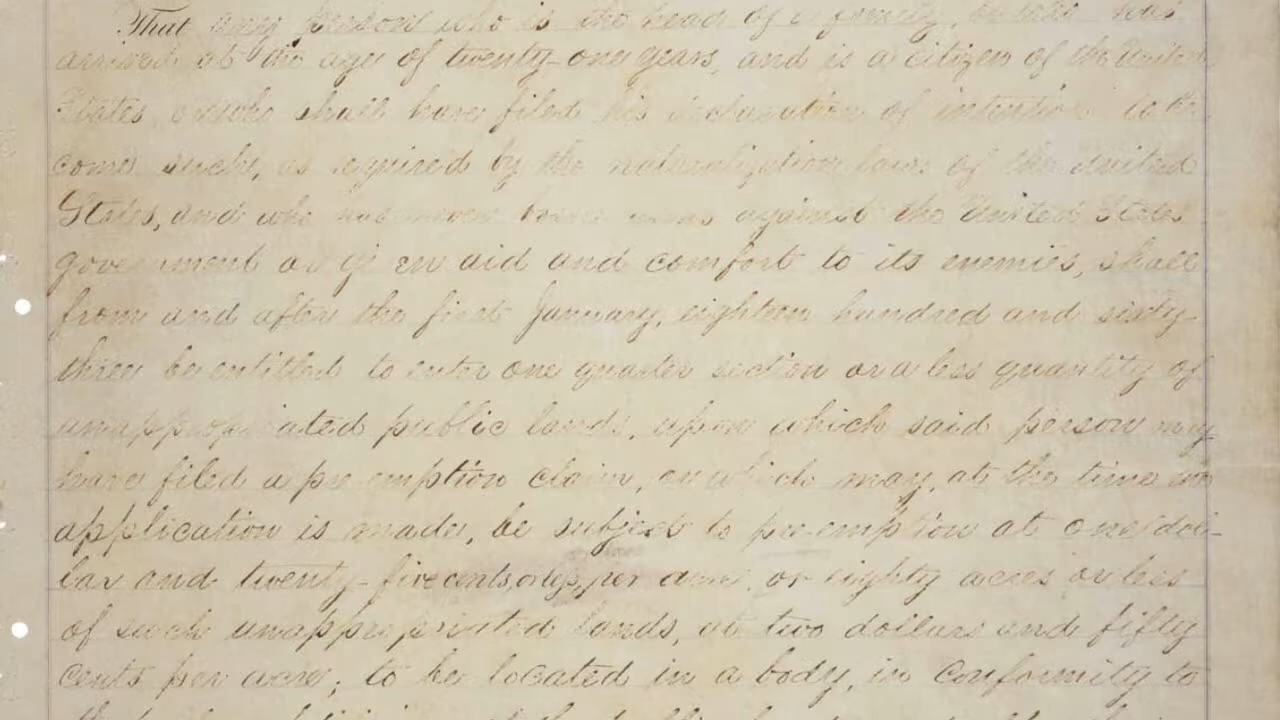 That any person who is the head of a family, or who has
arrived at the age of twenty-one years, and is a citizen of the United
States, or who shall have filed his declaration of intention to be
come such, as required by the naturalization laws of the United
States, and who has never borne arms against the United States
government or given aid and comfort to its enemies, shall
from and after the first January, eighteen hundred and sixty-
three be entitled to enter one quarter section or a less quantity of
unappropriated public lands, upon which said person may
have filed a pre emption claim, or which may, at the time
application is made, be subject to pre-emption at one dol-
lar and twenty-five cents, or less, per acre, or eighty acres or less
of such unappropriated lands, at two dollars and fifty
cents per acre; to be located in a body, in conformity to